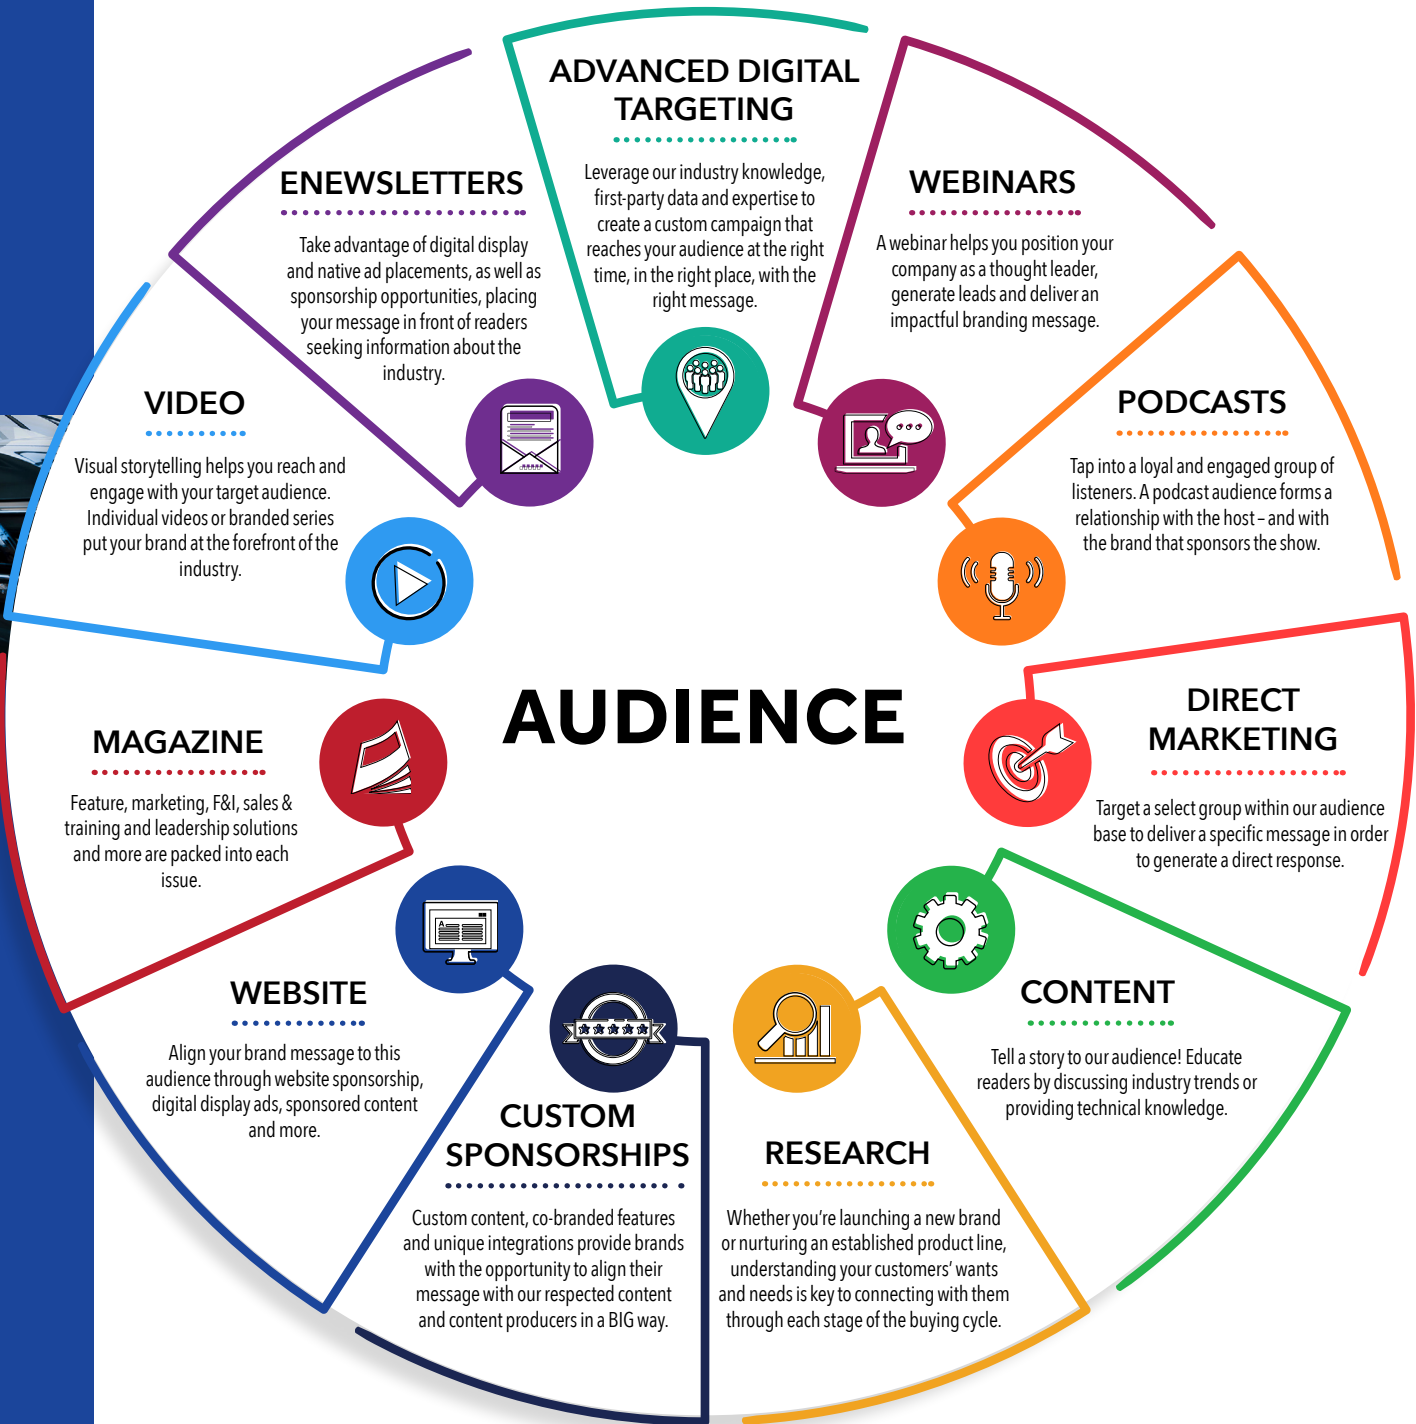 ADVANCED DIGITAL
TARGETING
Leverage our industry knowledge,
first-party data and expertise to
create a custom campaign that
reaches your audience at the right
time, in the right place, with the
right message.
WEBINARS
A webinar helps you position your
company as a thought leader,
generate leads and deliver an
impactful branding message.
PODCASTS
Tap into a loyal and engaged group of
listeners. A podcast audience forms a
relationship with the host – and with
the brand that sponsors the show.
DIRECT
MARKETING
Target a select group within our audience
base to deliver a specific message in order
to generate a direct response.
CONTENT
Tell a story to our audience! Educate
readers by discussing industry trends or
providing technical knowledge.
RESEARCH
Whether you're launching a new brand
or nurturing an established product line,
understanding your customers' wants
and needs is key to connecting with them
through each stage of the buying cycle.
CUSTOM
SPONSORSHIPS
Custom content, co-branded features
and unique integrations provide brands
with the opportunity to align their
message with our respected content
and content producers in a BIG way.
WEBSITE
Align your brand message to this
audience through website sponsorship,
digital display ads, sponsored content
and more.
MAGAZINE
Feature, marketing, F&I, sales &
training and leadership solutions
and more are packed into each
issue.
VIDEO
Visual storytelling helps you reach and
engage with your target audience.
Individual videos or branded series
put your brand at the forefront of the
industry.
ENEWSLETTERS
Take advantage of digital display
and native ad placements, as well as
sponsorship opportunities, placing
your message in front of readers
seeking information about the
industry.
AUDIENCE